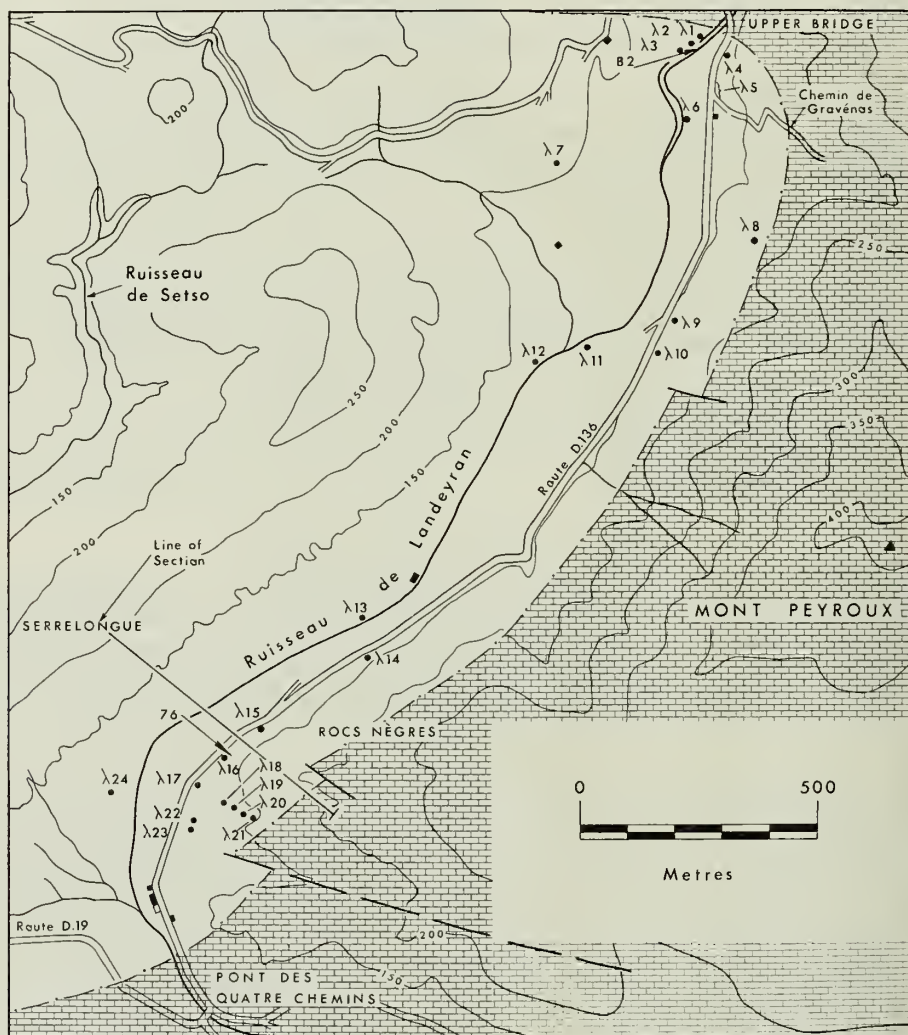 UPPER BRIDGE
λ2
λ1
λ3
B2
λ4
λ5
Chemin de
Gravénas
200
λ6
λ7
λ8
250
Ruisseau
de Setso
λ9
λ12
λ11
λ10
300
250
350
200
150
Route D.136
400
150
200
Line of
Section
Ruisseau de Landeyran
MONT PEYROUX
SERRELONGUE
λ13
λ14
76
λ15
ROCS NÈGRES
λ16
λ18
λ24
λ17
λ19
λ20
λ22
λ21
λ23
0
500
Metres
Route D.19
200
150
PONT DES
QUATRE CHEMINS